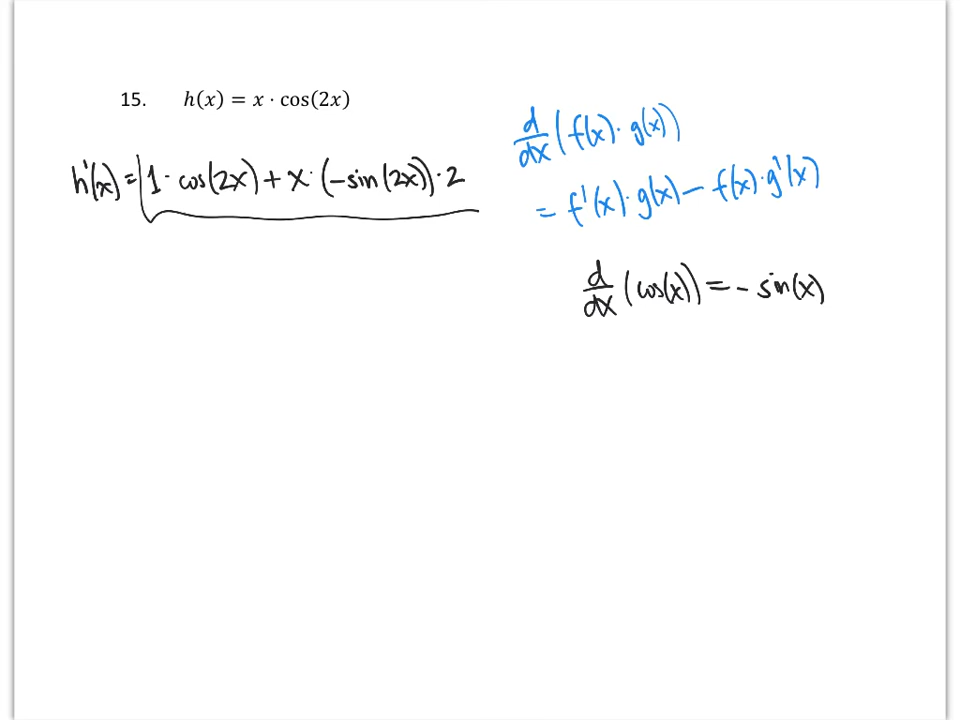 15. h(x) = x · cos(2x)
h'(x) = 1 · cos(2x) + x · (-sin(2x)) · 2
d/dx (f(x) · g(x))
= f'(x) · g(x) - f(x) · g'(x)
d/dx (cos(x)) = - sin(x)